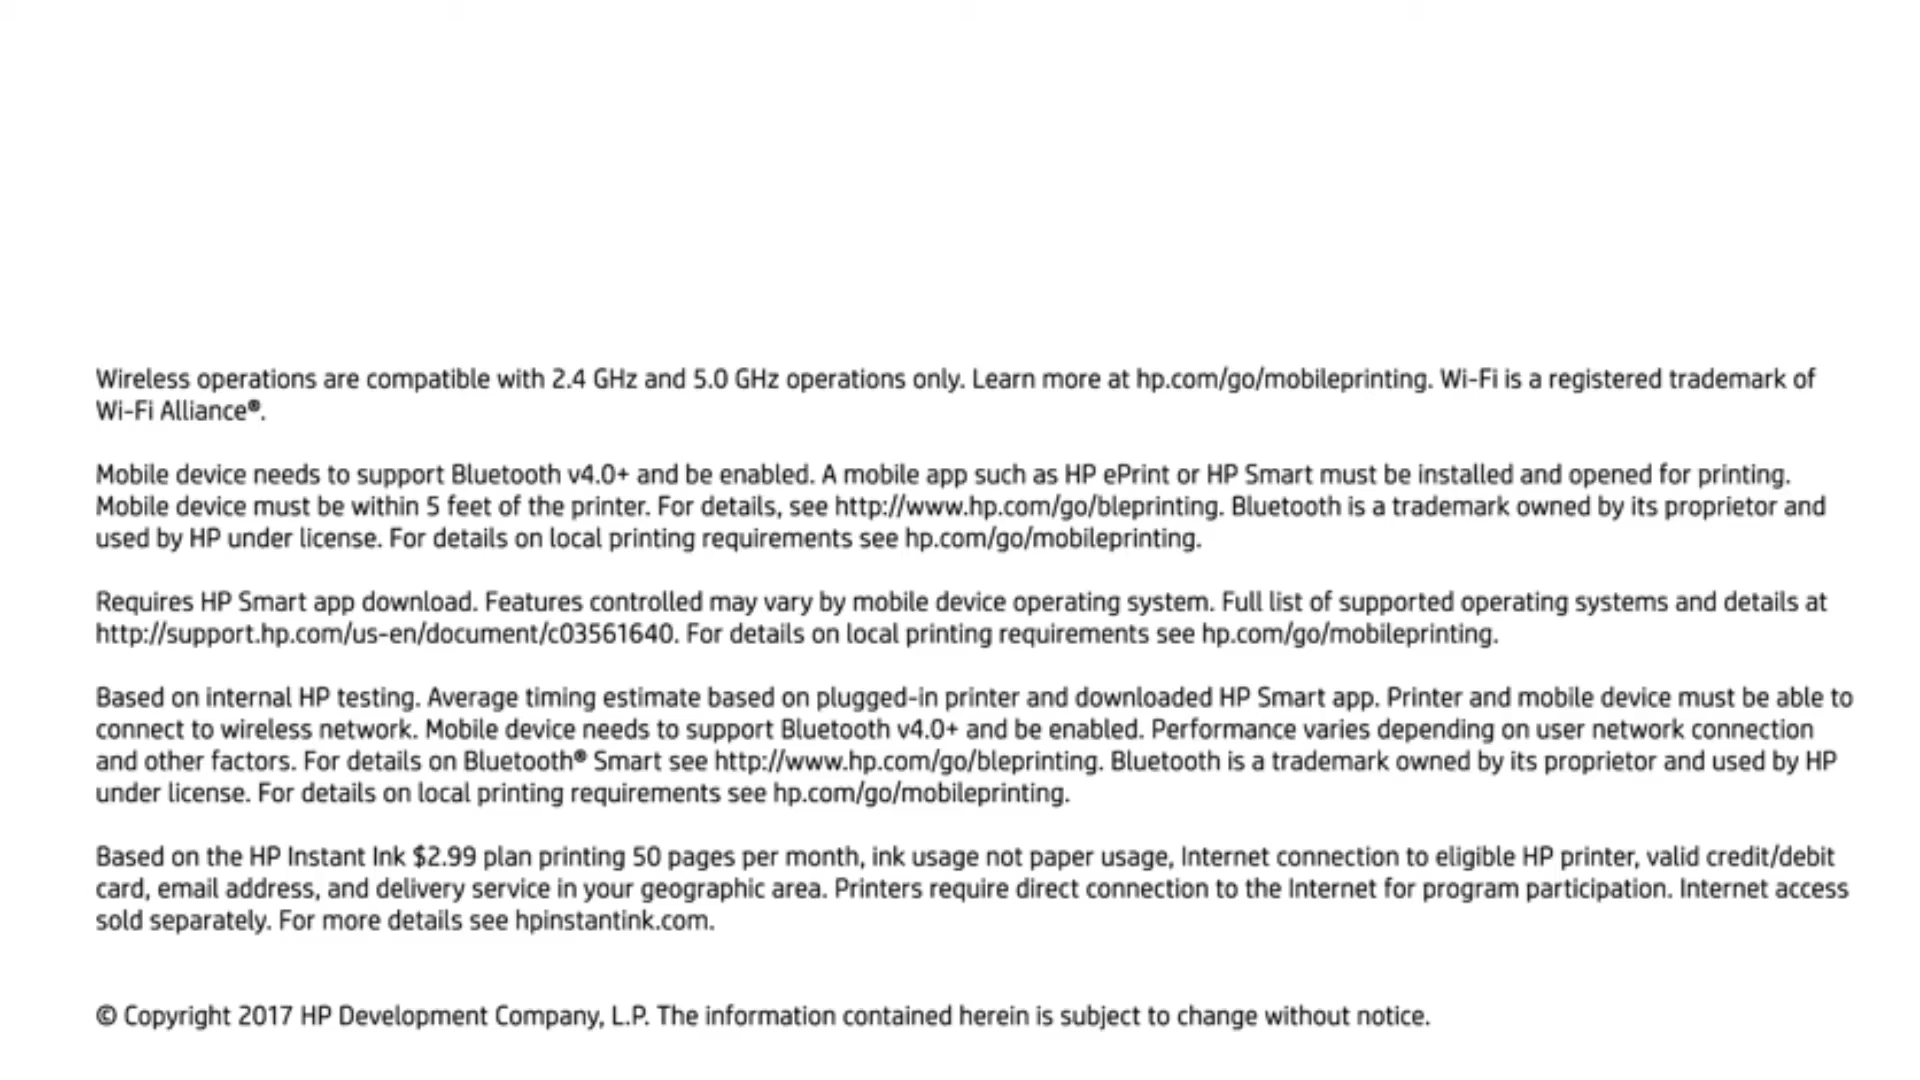 Wireless operations are compatible with 2.4 GHz and 5.0 GHz operations only. Learn more at hp.com/go/mobileprinting. Wi-Fi is a registered trademark of
Wi-Fi Alliance®.
Mobile device needs to support Bluetooth v4.0+ and be enabled. A mobile app such as HP ePrint or HP Smart must be installed and opened for printing.
Mobile device must be within 5 feet of the printer. For details, see http://www.hp.com/go/bleprinting. Bluetooth is a trademark owned by its proprietor and
used by HP under license. For details on local printing requirements see hp.com/go/mobileprinting.
Requires HP Smart app download. Features controlled may vary by mobile device operating system. Full list of supported operating systems and details at
http://support.hp.com/us-en/document/c03561640. For details on local printing requirements see hp.com/go/mobileprinting.
Based on internal HP testing. Average timing estimate based on plugged-in printer and downloaded HP Smart app. Printer and mobile device must be able to
connect to wireless network. Mobile device needs to support Bluetooth v4.0+ and be enabled. Performance varies depending on user network connection
and other factors. For details on Bluetooth® Smart see http://www.hp.com/go/bleprinting. Bluetooth is a trademark owned by its proprietor and used by HP
under license. For details on local printing requirements see hp.com/go/mobileprinting.
Based on the HP Instant Ink $2.99 plan printing 50 pages per month, ink usage not paper usage, Internet connection to eligible HP printer, valid credit/debit
card, email address, and delivery service in your geographic area. Printers require direct connection to the Internet for program participation. Internet access
sold separately. For more details see hpinstantink.com.
© Copyright 2017 HP Development Company, L.P. The information contained herein is subject to change without notice.